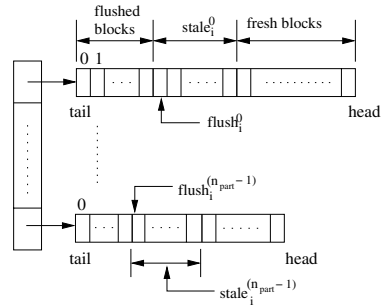 flushed blocks
stale_i^0
fresh blocks
0 1
tail
head
flush_i^0
flush_i^(n_part − 1)
0
tail
head
stale_i^(n_part − 1)